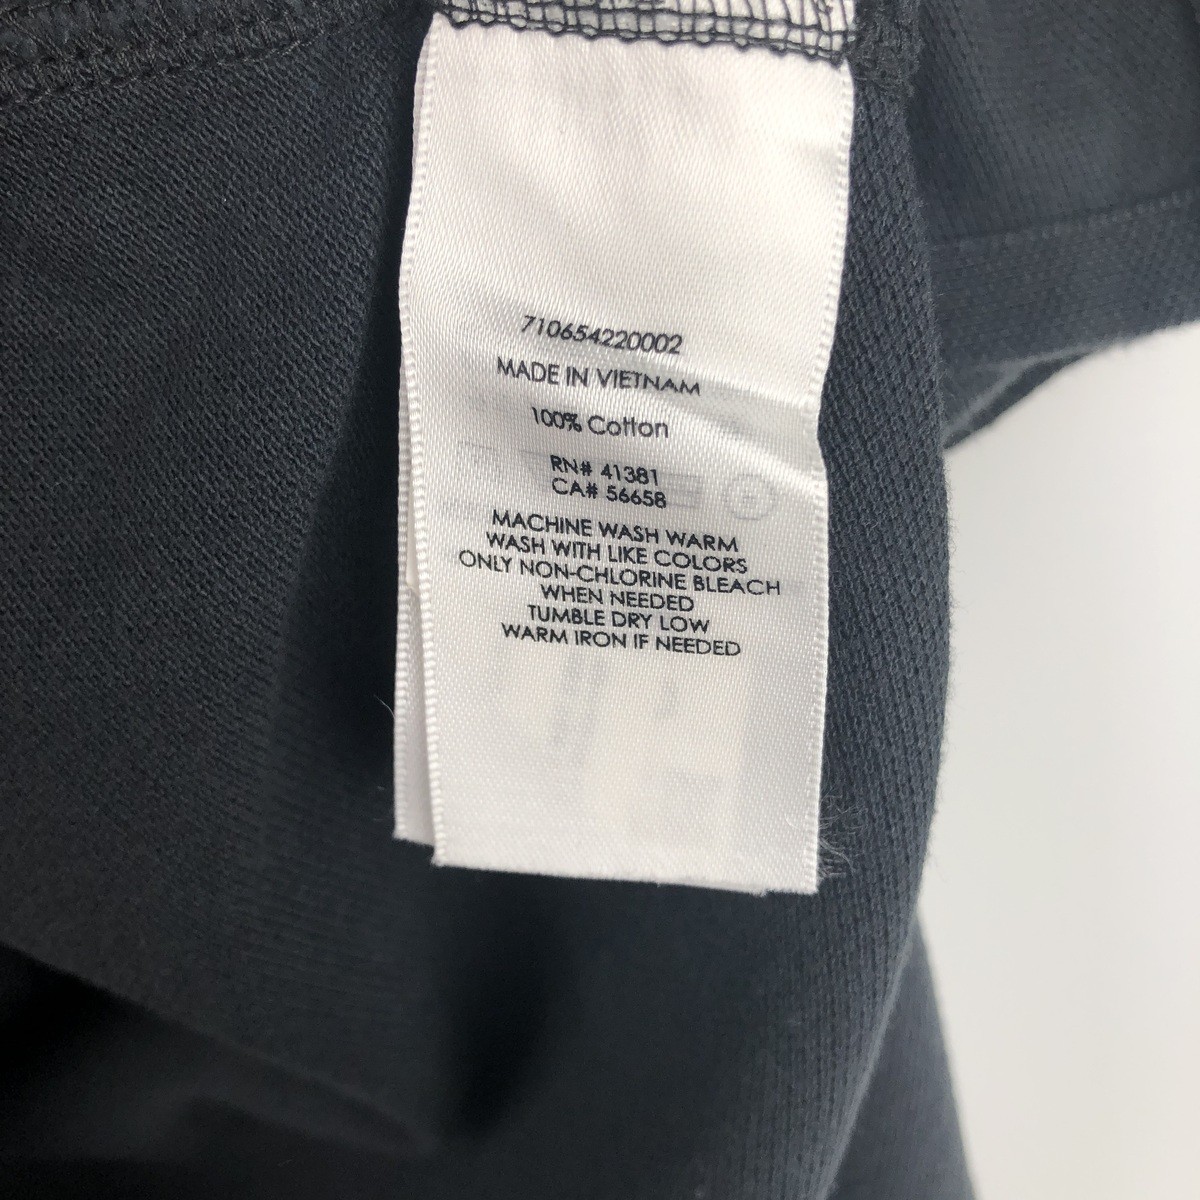 710654220002
MADE IN VIETNAM
100% Cotton
RN# 41381
CA# 56658
MACHINE WASH WARM
WASH WITH LIKE COLORS
ONLY NON-CHLORINE BLEACH
WHEN NEEDED
TUMBLE DRY LOW
WARM IRON IF NEEDED